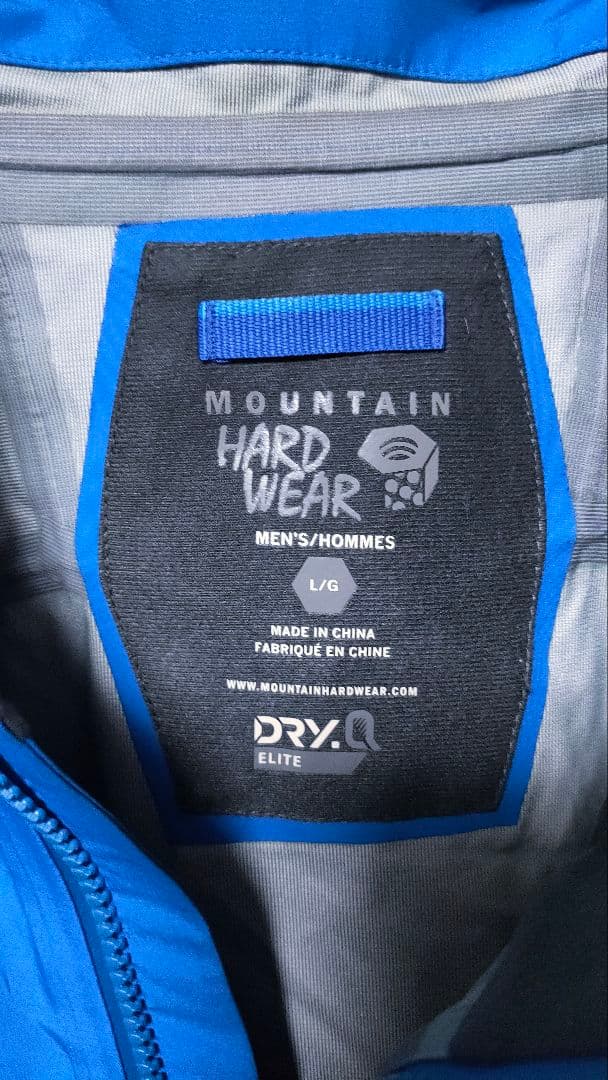 MOUNTAIN
HARD
WEAR
MEN'S/HOMMES
L/G
MADE IN CHINA
FABRIQUÉ EN CHINE
WWW.MOUNTAINHARDWEAR.COM
DRY.Q
ELITE